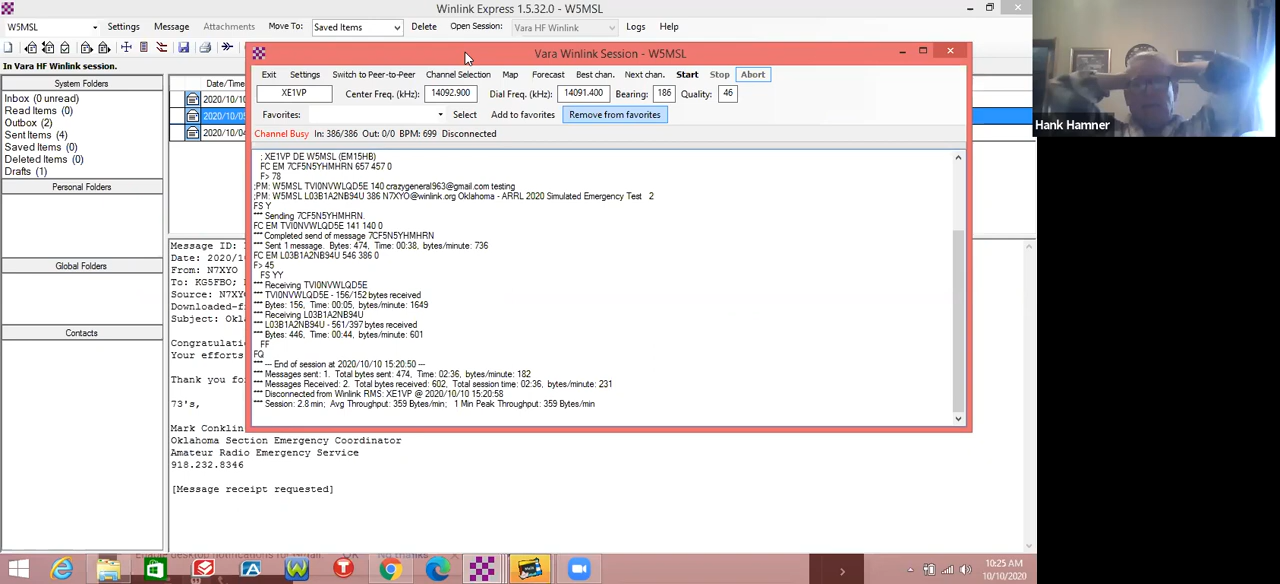 Winlink Express 1.5.32.0 - W5MSL
W5MSL Settings Message Attachments Move To: Saved Items Delete Open Session: Vara HF Winlink Logs Help
In Vara HF Winlink session.
System Folders
Inbox (0 unread)
Read Items (0)
Outbox (2)
Sent Items (4)
Saved Items (0)
Deleted Items (0)
Drafts (1)
Personal Folders
Global Folders
Contacts
Date/Time
2020/10/10
2020/10/0
2020/10/04
Message ID:
Date: 2020/10
From: N7XYO
To: KG5FBO;
Source: N7XY
Downloaded-f
Subject: Okl
Congratula
Your efforts
Thank you fo
73's,
Mark Conklin
Oklahoma Section Emergency Coordinator
Amateur Radio Emergency Service
918.232.8346
[Message receipt requested]
Vara Winlink Session - W5MSL
Exit Settings Switch to Peer-to-Peer Channel Selection Map Forecast Best chan. Next chan. Start Stop Abort
XE1VP Center Freq. (kHz): 14092.900 Dial Freq. (kHz): 14091.400 Bearing: 186 Quality: 46
Favorites: Select Add to favorites Remove from favorites
Channel Busy In: 386/386 Out: 0/0 BPM: 699 Disconnected
; XE1VP DE W5MSL (EM15HB)
FC EM 7CF5N5YHMHRN 657 457 0
F> 78
;PM: W5MSL TVI0NVWLQD5E 140 crazygeneral963@gmail.com testing
;PM: W5MSL L03B1A2NB94U 386 N7XYO@winlink.org Oklahoma - ARRL 2020 Simulated Emergency Test 2
FS Y
*** Sending 7CF5N5YHMHRN.
FC EM TVI0NVWLQD5E 141 140 0
*** Completed send of message 7CF5N5YHMHRN
*** Sent 1 message. Bytes: 474, Time: 00:38, bytes/minute: 736
FC EM L03B1A2NB94U 546 386 0
F> 45
FS YY
*** Receiving TVI0NVWLQD5E
*** TVI0NVWLQD5E - 156/152 bytes received
*** Bytes: 156, Time: 00:05, bytes/minute: 1649
*** Receiving L03B1A2NB94U
*** L03B1A2NB94U - 561/397 bytes received
*** Bytes: 446, Time: 00:44, bytes/minute: 601
FF
FQ
*** --- End of session at 2020/10/10 15:20:50 ---
*** Messages sent: 1. Total bytes sent: 474, Time: 02:36, bytes/minute: 182
*** Messages Received: 2. Total bytes received: 602, Total session time: 02:36, bytes/minute: 231
*** Disconnected from Winlink RMS: XE1VP @ 2020/10/10 15:20:58
*** Session: 2.8 min; Avg Throughput: 359 Bytes/min; 1 Min Peak Throughput: 359 Bytes/min
Hank Hamner
10:25 AM
10/10/2020